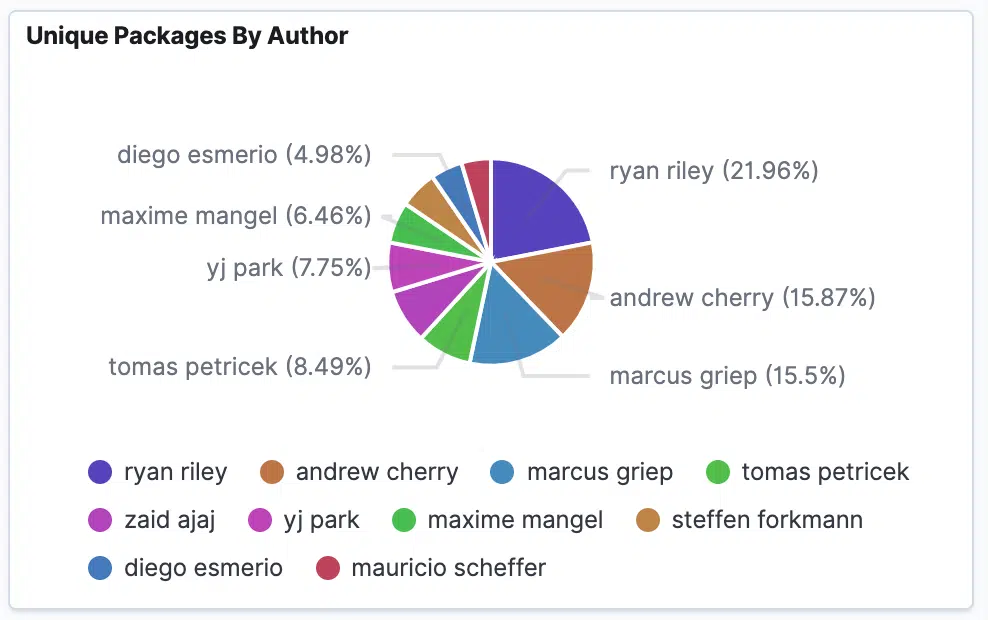 Unique Packages By Author
diego esmerio (4.98%)
ryan riley (21.96%)
maxime mangel (6.46%)
yj park (7.75%)
andrew cherry (15.87%)
tomas petricek (8.49%)
marcus griep (15.5%)
ryan riley andrew cherry marcus griep tomas petricek
zaid ajaj yj park maxime mangel steffen forkmann
diego esmerio mauricio scheffer